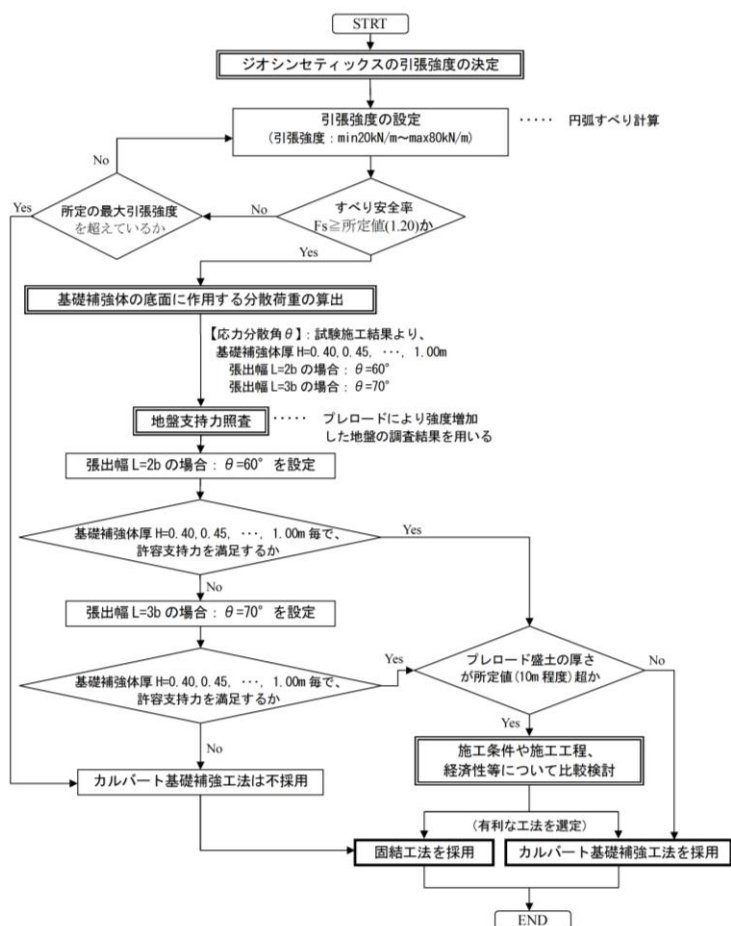 STRT
ジオシンセティックスの引張強度の決定
引張強度の設定
(引張強度：min20kN/m～max80kN/m)
····· 円弧すべり計算
No
Yes
所定の最大引張強度
を超えているか
No
すべり安全率
Fs≧所定値(1.20)か
Yes
基礎補強体の底面に作用する分散荷重の算出
【応力分散角θ】：試験施工結果より、
基礎補強体厚 H=0.40,0.45, ···, 1.00m
張出幅 L=2b の場合：θ=60°
張出幅 L=3b の場合：θ=70°
地盤支持力照査
····· プレロードにより強度増加
した地盤の調査結果を用いる
張出幅 L=2b の場合：θ=60° を設定
基礎補強体厚 H=0.40,0.45, ···, 1.00m 毎で、
許容支持力を満足するか
Yes
No
張出幅 L=3b の場合：θ=70° を設定
基礎補強体厚 H=0.40,0.45, ···, 1.00m 毎で、
許容支持力を満足するか
Yes
プレロード盛土の厚さ
が所定値(10m 程度)超か
No
No
Yes
カルバート基礎補強工法は不採用
施工条件や施工工程、
経済性等について比較検討
(有利な工法を選定)
固結工法を採用
カルバート基礎補強工法を採用
END